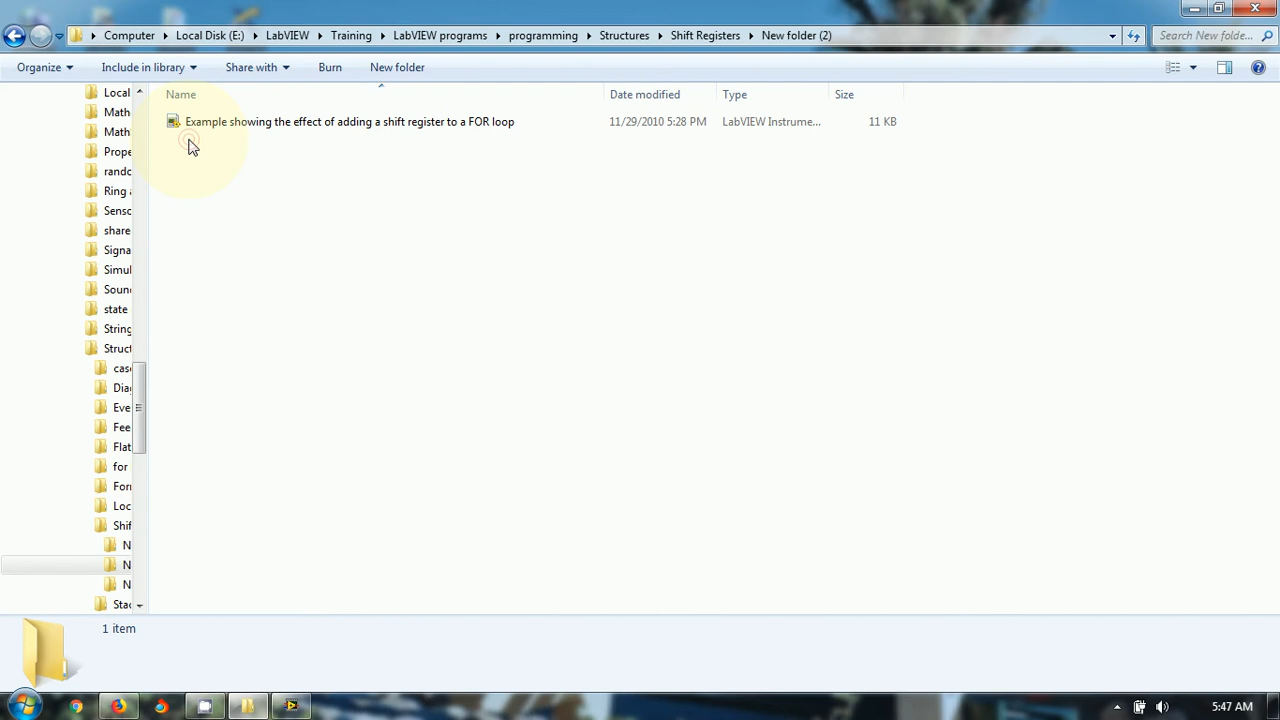 Computer Local Disk (E:) LabVIEW Training LabVIEW programs programming Structures Shift Registers New folder (2)
Search New folde...
Organize Include in library Share with Burn New folder
Name Date modified Type Size
Example showing the effect of adding a shift register to a FOR loop 11/29/2010 5:28 PM LabVIEW Instrume... 11 KB
Local
Math
Math
Prope
rando
Ring a
Senso
share
Signa
Simul
Soun
state
String
Struct
case
Diag
Eve
Fee
Flat
for
For
Loc
Shif
N
N
N
Stac
1 item
5:47 AM